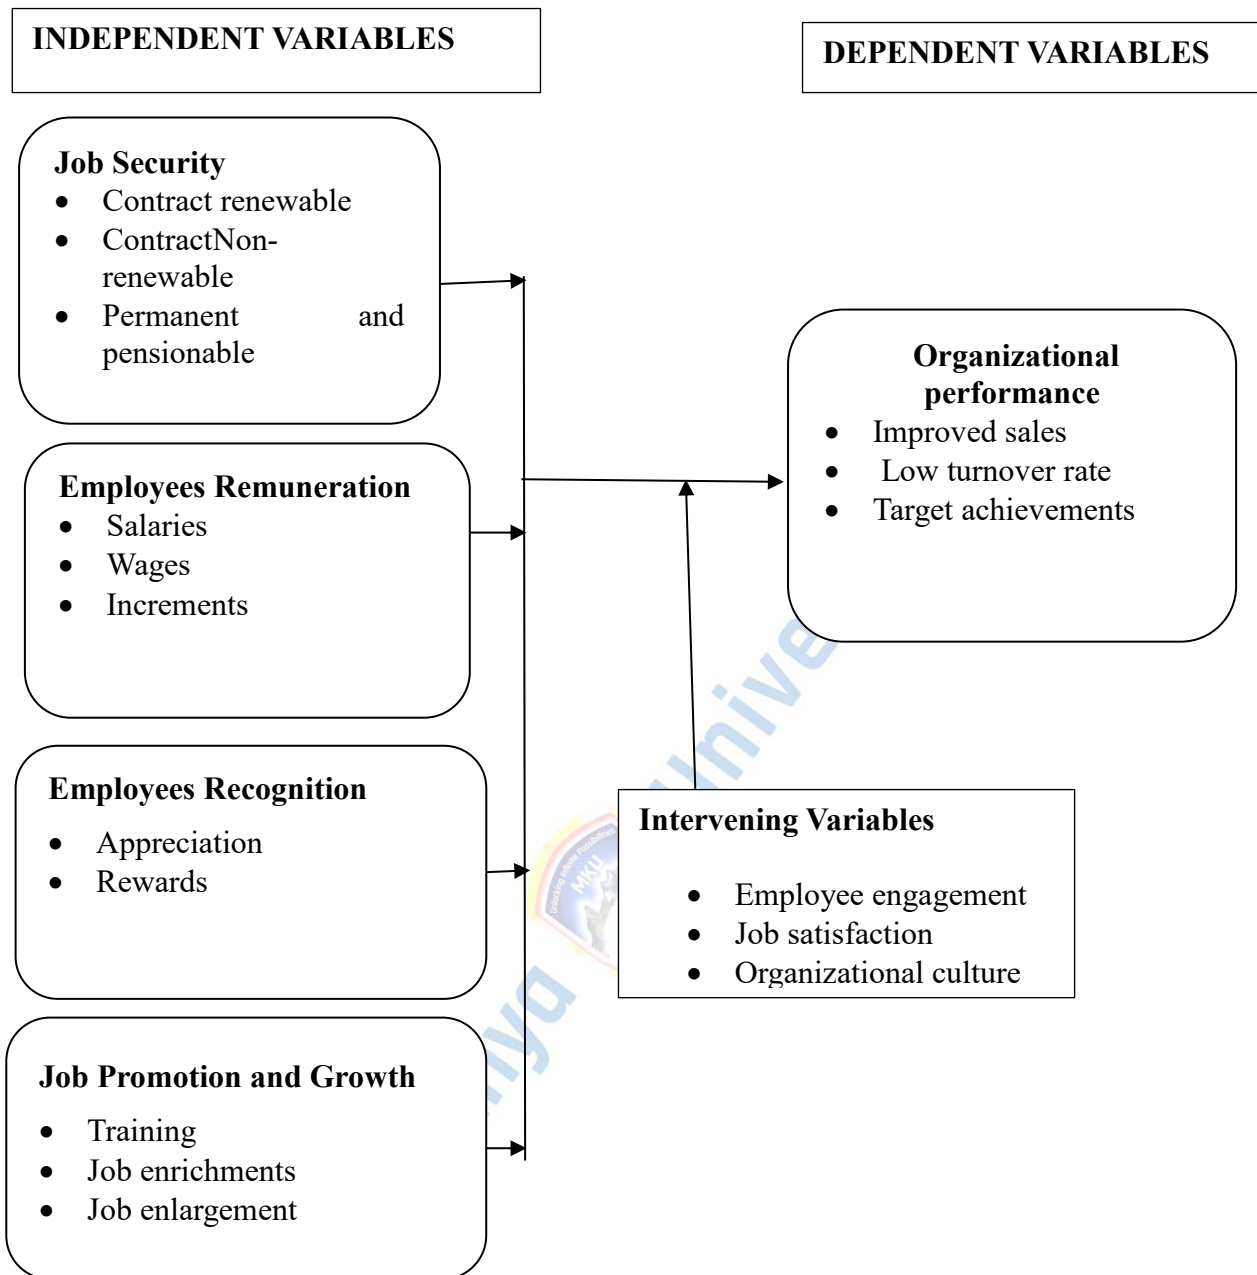 INDEPENDENT VARIABLES
DEPENDENT VARIABLES
Job Security
• Contract renewable
• ContractNon-
renewable
• Permanent and
pensionable
Employees Remuneration
• Salaries
• Wages
• Increments
Employees Recognition
• Appreciation
• Rewards
Job Promotion and Growth
• Training
• Job enrichments
• Job enlargement
Organizational
performance
• Improved sales
• Low turnover rate
• Target achievements
Intervening Variables
• Employee engagement
• Job satisfaction
• Organizational culture
MKU